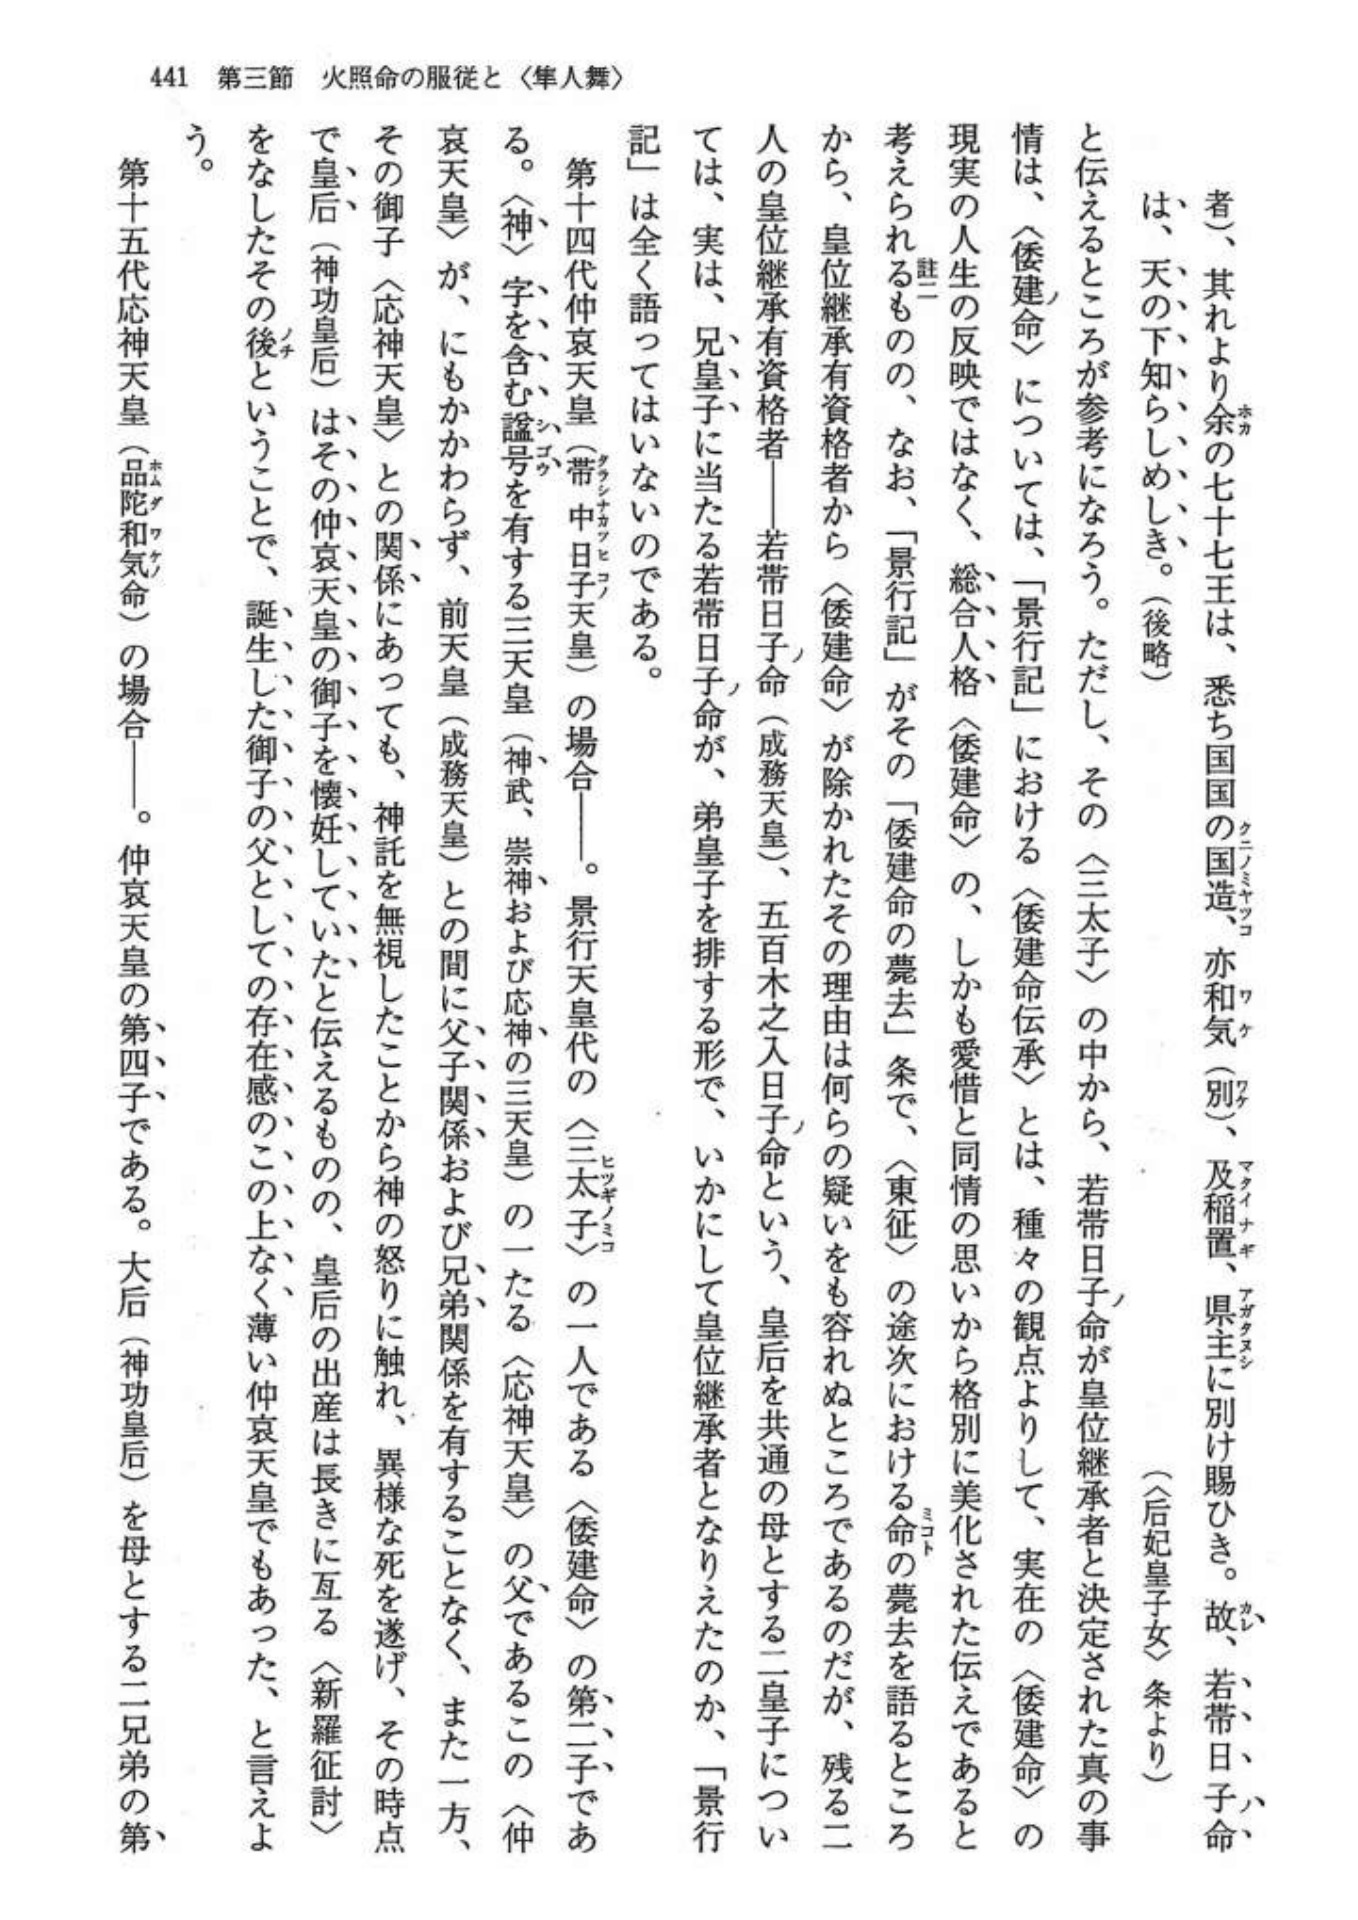 441　第三節　火照命の服従と〈隼人舞〉
者）、其れより余の七十七王は、悉ち国国の国造、亦和気（別）、及稲置、県主に別け賜ひき。故、若帯日子命
は、天の下知らしめしき。（後略）　（〈后妃皇子女〉条より）
と伝えるところが参考になろう。ただし、その〈三太子〉の中から、若帯日子ノ命が皇位継承者と決定された真の事
情は、〈倭建ノ命〉については、「景行記」における〈倭建命伝承〉とは、種々の観点よりして、実在の〈倭建命〉の
現実の人生の反映ではなく、総合人格〈倭建命〉の、しかも愛惜と同情の思いから格別に美化された伝えであると
考えられる註二ものの、なお、「景行記」がその「倭建命の薨去」条で、〈東征〉の途次における命の薨去を語るところ
から、皇位継承有資格者から〈倭建命〉が除かれたその理由は何らの疑いをも容れぬところであるのだが、残る二
人の皇位継承有資格者――若帯日子ノ命（成務天皇）、五百木之入日子ノ命という、皇后を共通の母とする二皇子につい
ては、実は、兄皇子に当たる若帯日子ノ命が、弟皇子を排する形で、いかにして皇位継承者となりえたのか、「景行
記」は全く語ってはいないのである。
第十四代仲哀天皇（帯中日子天皇）の場合――。景行天皇代の〈三太子〉の一人である〈倭建命〉の第二子であ
る。〈神〉字を含む諡号を有する三天皇（神武、崇神および応神の三天皇）の一たる〈応神天皇〉の父であるこの〈仲
哀天皇〉が、にもかかわらず、前天皇（成務天皇）との間に父子関係および兄弟関係を有することなく、また一方、
その御子〈応神天皇〉との関係にあっても、神託を無視したことから神の怒りに触れ、異様な死を遂げ、その時点
で皇后（神功皇后）はその仲哀天皇の御子を懐妊していたと伝えるものの、皇后の出産は長きに亙る〈新羅征討〉
をなしたその後ということで、誕生した御子の父としての存在感のこの上なく薄い仲哀天皇でもあった、と言えよ
う。
第十五代応神天皇（品陀和気命）の場合――。仲哀天皇の第四子である。大后（神功皇后）を母とする二兄弟の第